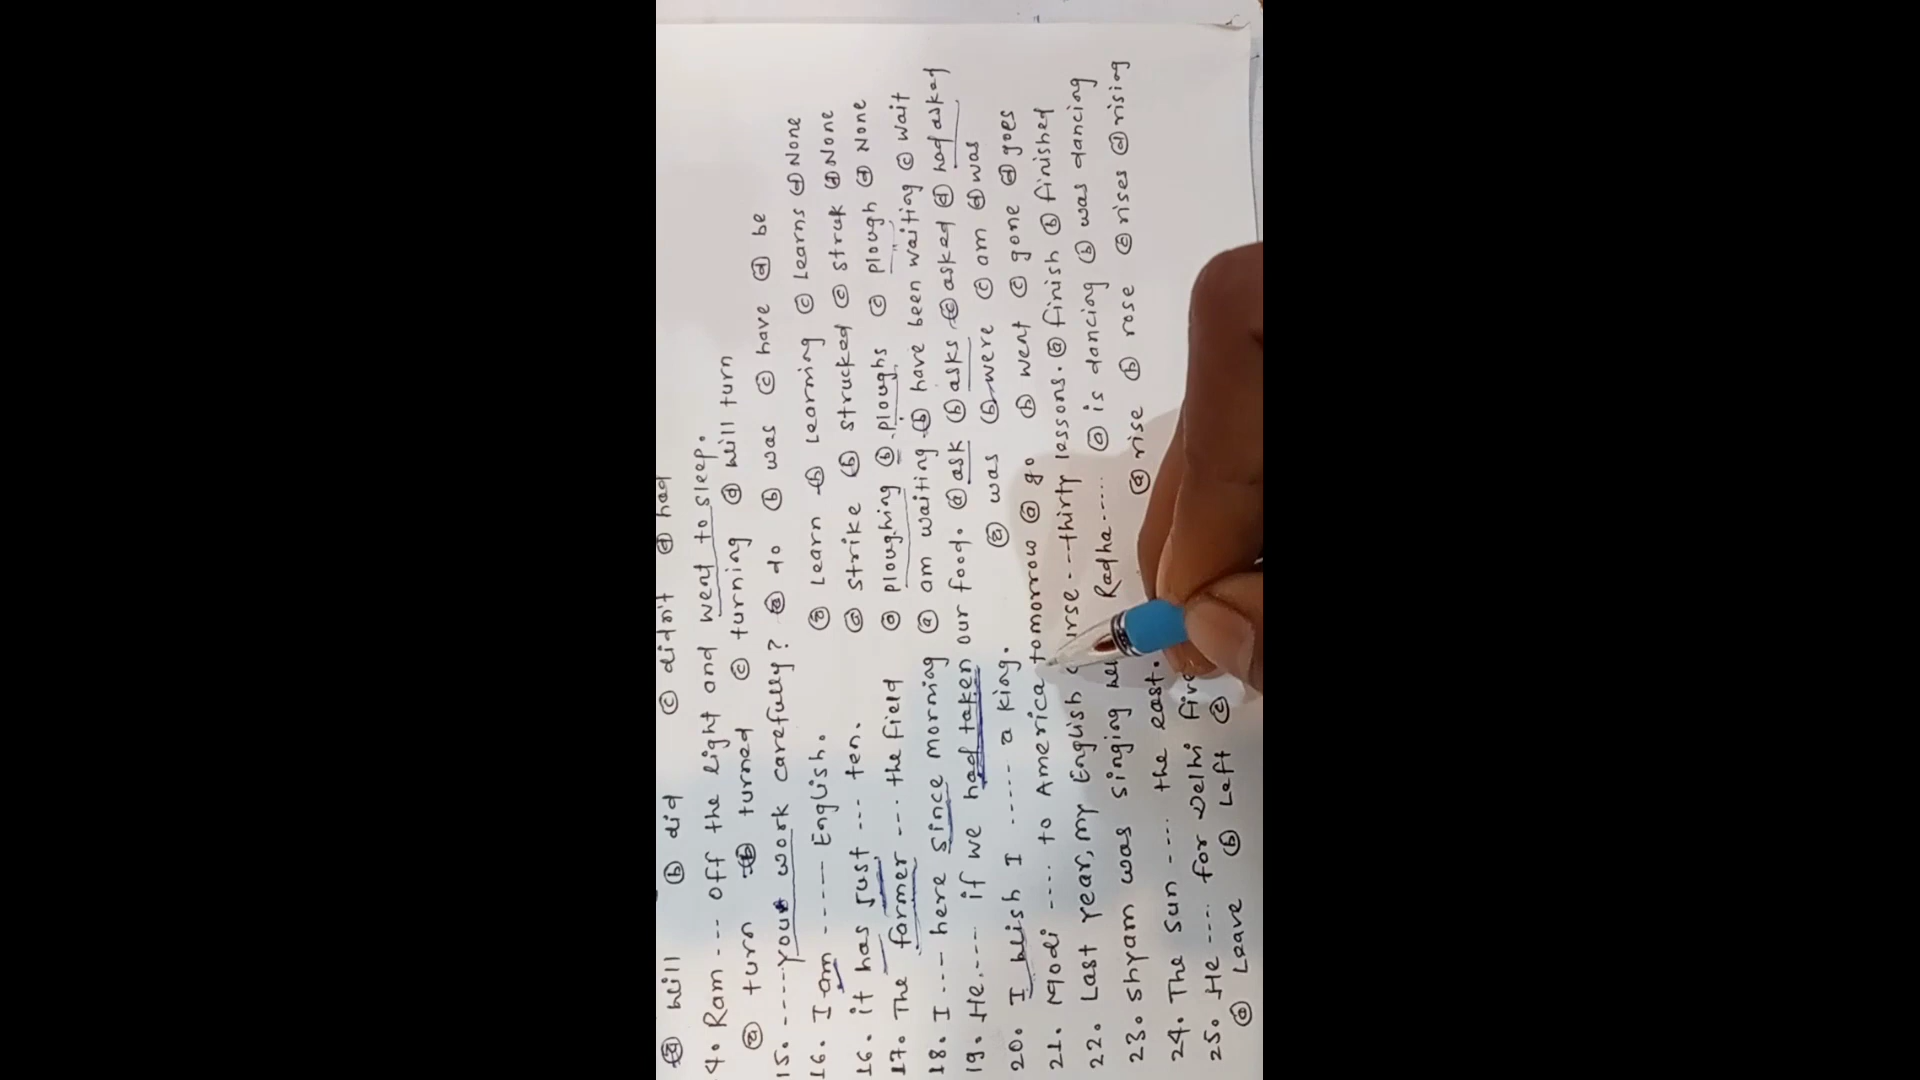 ⓐ will ⓑ did ⓒ didn't ⓓ had
4. Ram --- off the light and went to sleep.
ⓐ turn ⓑ turned ⓒ turning ⓓ will turn
15. ----- your work carefully? ⓐ do ⓑ was ⓒ have ⓓ be
16. I am ------ English. ⓐ Learn ⓑ Learning ⓒ Learns ⓓ None
16. it has just --- ten. ⓐ strike ⓑ strucked ⓒ struk ⓓ None
17. The farmer --- the field ⓐ ploughing ⓑ ploughs ⓒ plough ⓓ None
18. I --- here since morning ⓐ am waiting ⓑ have been waiting ⓒ wait
19. He ---- if we had taken our food. ⓐ ask ⓑ asks ⓒ asked ⓓ had asked
20. I wish I ----- a king. ⓐ was ⓑ were ⓒ am ⓓ was
21. Modi ---- to America tomorrow ⓐ go ⓑ went ⓒ gone ⓓ goes
22. Last year, my English --- thirty lessons. ⓐ finish ⓑ finished
23. Shyam was singing Radha----- ⓐ is dancing ⓑ was dancing
24. The sun ---- the east. ⓐ rise ⓑ rose ⓒ rises ⓓ rising
25. He ---- for Delhi
ⓐ Leave ⓑ Left ⓒ